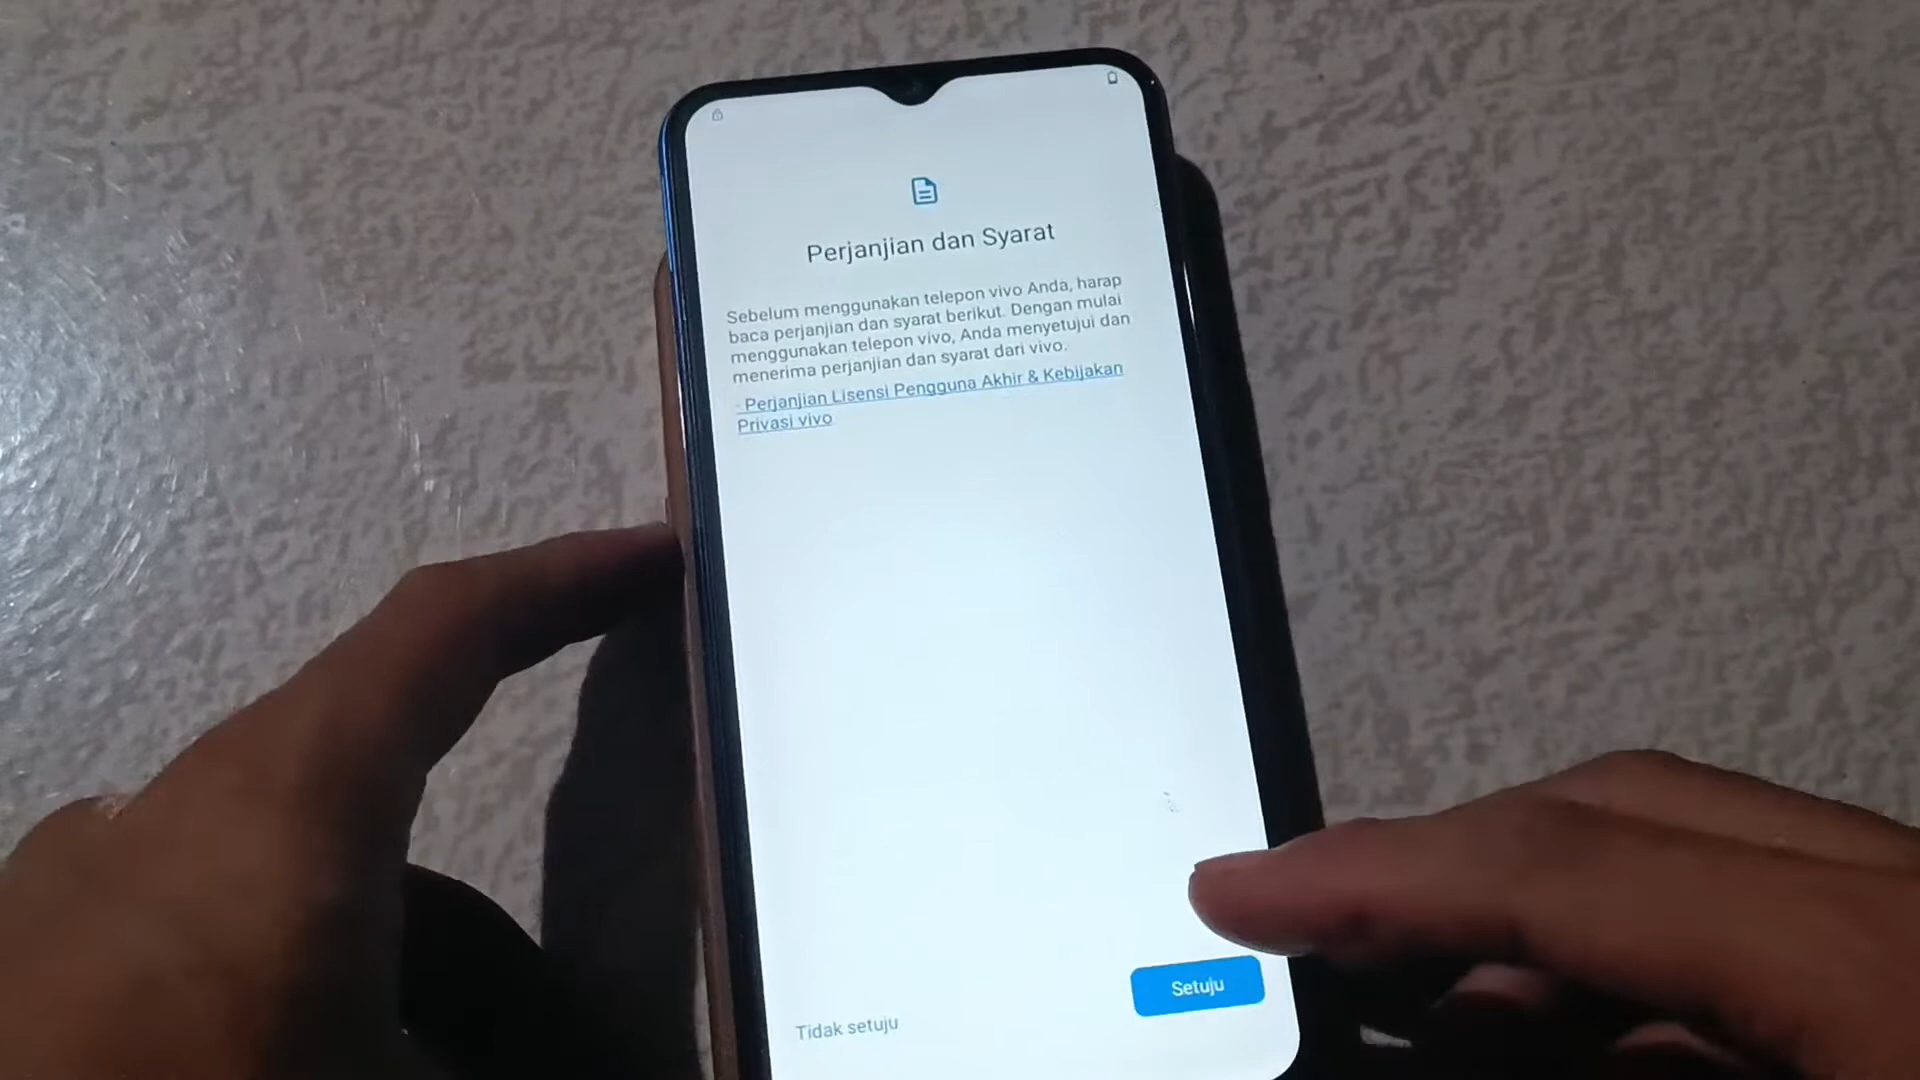 Perjanjian dan Syarat
Sebelum menggunakan telepon vivo Anda, harap
baca perjanjian dan syarat berikut. Dengan mulai
menggunakan telepon vivo, Anda menyetujui dan
menerima perjanjian dan syarat dari vivo.
· Perjanjian Lisensi Pengguna Akhir & Kebijakan
Privasi vivo
Setuju
Tidak setuju